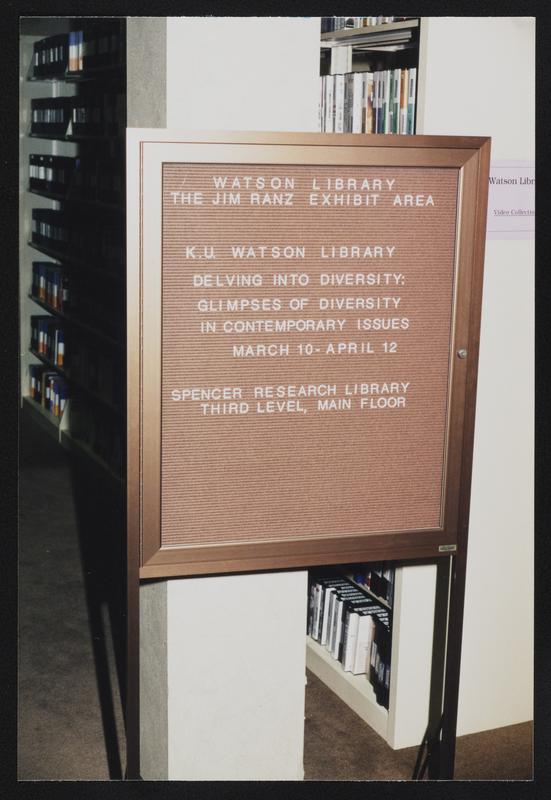 WATSON LIBRARY
THE JIM RANZ EXHIBIT AREA
K.U. WATSON LIBRARY
DELVING INTO DIVERSITY:
GLIMPSES OF DIVERSITY
IN CONTEMPORARY ISSUES
MARCH 10-APRIL 12
SPENCER RESEARCH LIBRARY
THIRD LEVEL, MAIN FLOOR
Watson
Video